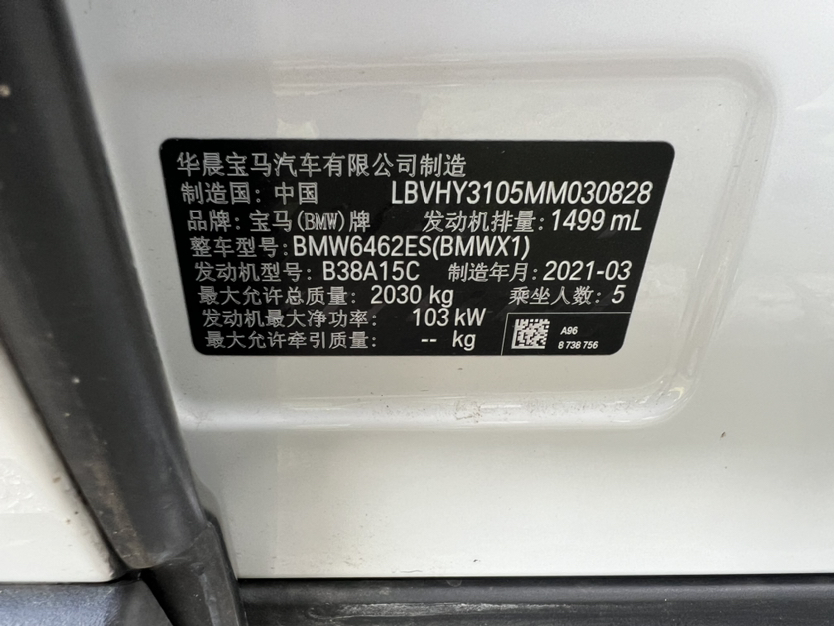 华晨宝马汽车有限公司制造
制造国：中国 LBVHY3105MM030828
品牌：宝马(BMW)牌 发动机排量：1499 mL
整车型号：BMW6462ES(BMWX1)
发动机型号：B38A15C 制造年月：2021-03
最大允许总质量：2030 kg 乘坐人数：5
发动机最大净功率：103 kW
最大允许牵引质量：-- kg
A96
8 738 756